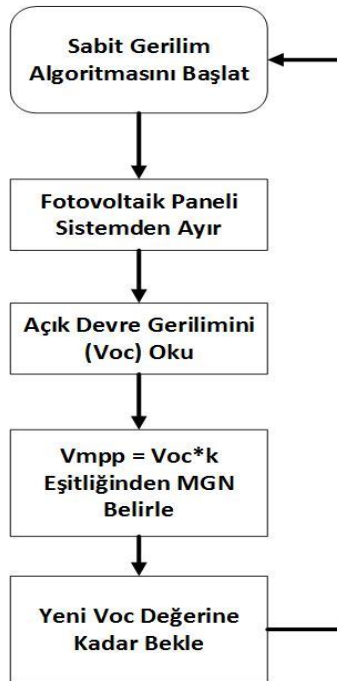 Sabit Gerilim
Algoritmasını Başlat
Fotovoltaik Paneli
Sistemden Ayır
Açık Devre Gerilimini
(Voc) Oku
Vmpp = Voc*k
Eşitliğinden MGN
Belirle
Yeni Voc Değerine
Kadar Bekle